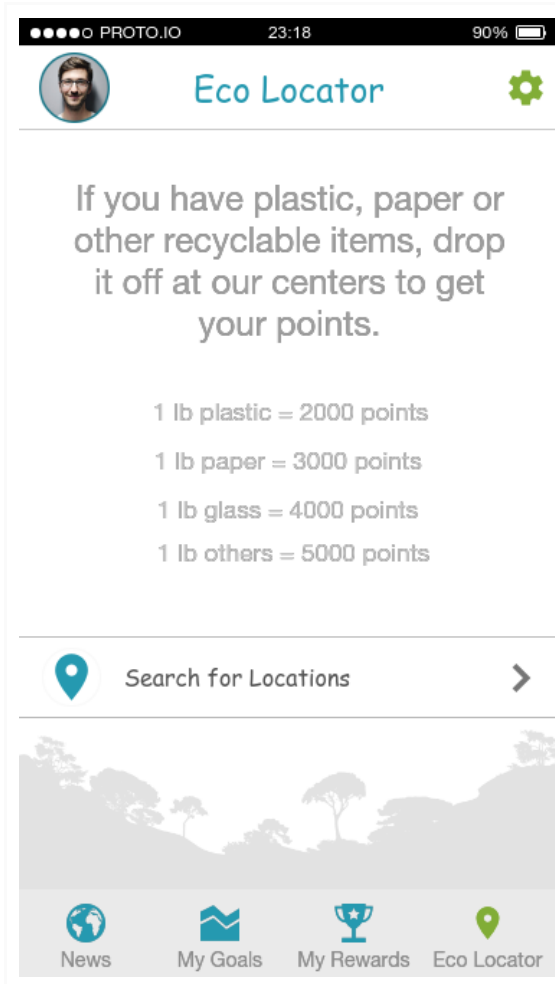 PROTO.IO 23:18 90%
Eco Locator
If you have plastic, paper or
other recyclable items, drop
it off at our centers to get
your points.
1 lb plastic = 2000 points
1 lb paper = 3000 points
1 lb glass = 4000 points
1 lb others = 5000 points
Search for Locations
News My Goals My Rewards Eco Locator